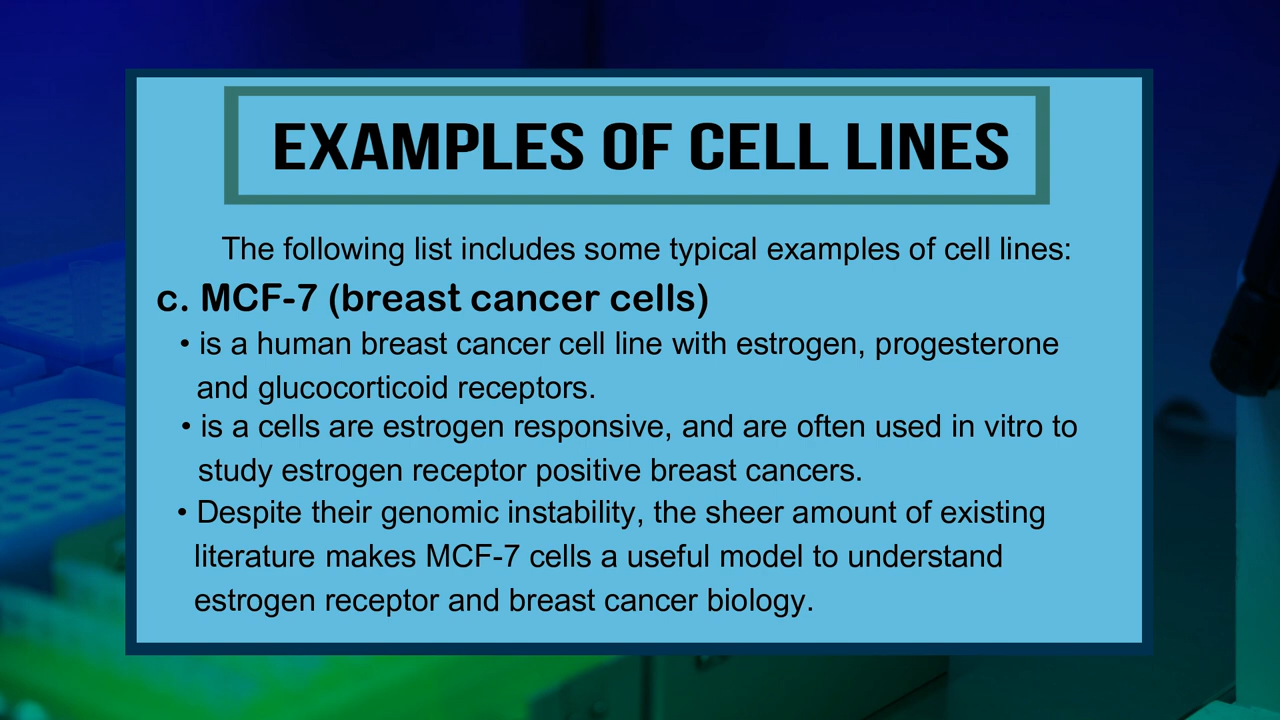 EXAMPLES OF CELL LINES
The following list includes some typical examples of cell lines:
c. MCF-7 (breast cancer cells)
• is a human breast cancer cell line with estrogen, progesterone
and glucocorticoid receptors.
• is a cells are estrogen responsive, and are often used in vitro to
study estrogen receptor positive breast cancers.
• Despite their genomic instability, the sheer amount of existing
literature makes MCF-7 cells a useful model to understand
estrogen receptor and breast cancer biology.